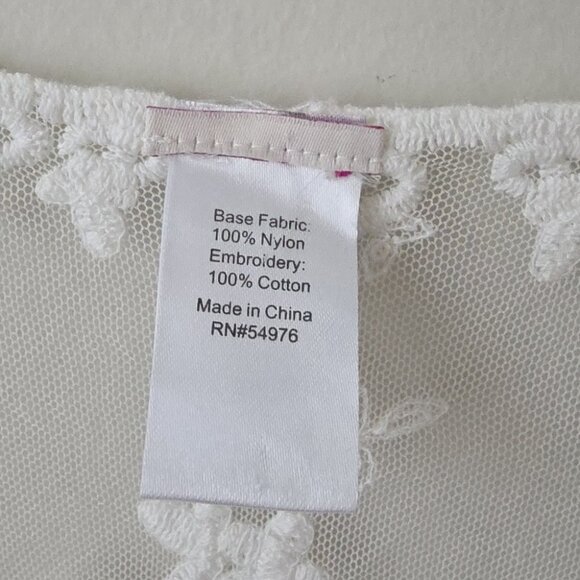 Base Fabric:
100% Nylon
Embroidery:
100% Cotton
Made in China
RN#54976